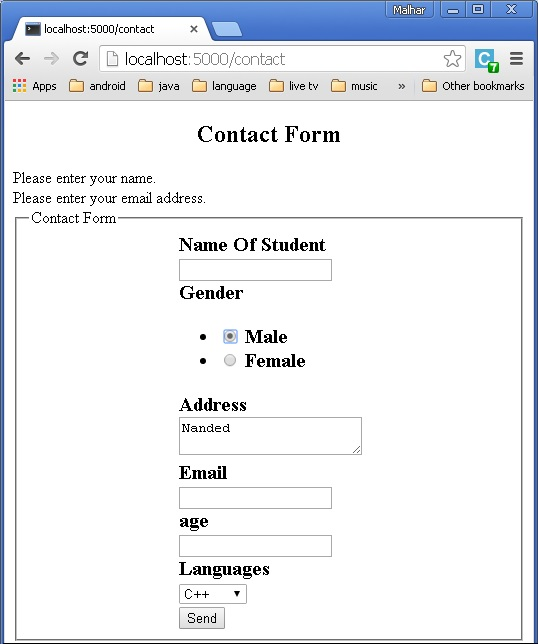 Malhar
localhost:5000/contact
localhost:5000/contact
C 7
Apps android java language live tv music » Other bookmarks
Contact Form
Please enter your name.
Please enter your email address.
Contact Form
Name Of Student
Gender
Male
Female
Address
Nanded
Email
age
Languages
C++
Send